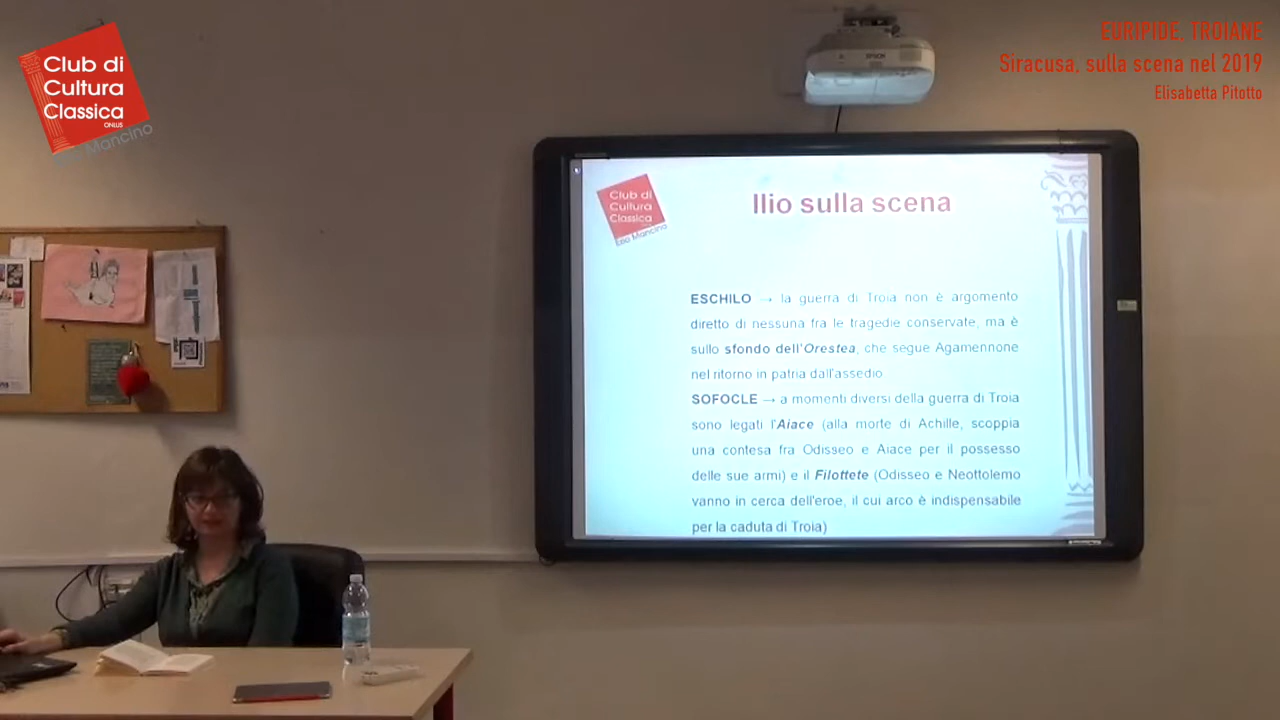 Club di
Cultura
Classica
ONLUS
Enzo Mancino
EURIPIDE, TROIANE
Siracusa, sulla scena nel 2019
Elisabetta Pitotto
EPSON
Club di
Cultura
Classica
Enzo Mancino
Ilio sulla scena
ESCHILO → la guerra di Troia non è argomento
diretto di nessuna fra le tragedie conservate, ma è
sullo sfondo dell'Orestea, che segue Agamennone
nel ritorno in patria dall'assedio.
SOFOCLE → a momenti diversi della guerra di Troia
sono legati l'Aiace (alla morte di Achille, scoppia
una contesa fra Odisseo e Aiace per il possesso
delle sue armi) e il Filottete (Odisseo e Neottolemo
vanno in cerca dell'eroe, il cui arco è indispensabile
per la caduta di Troia)